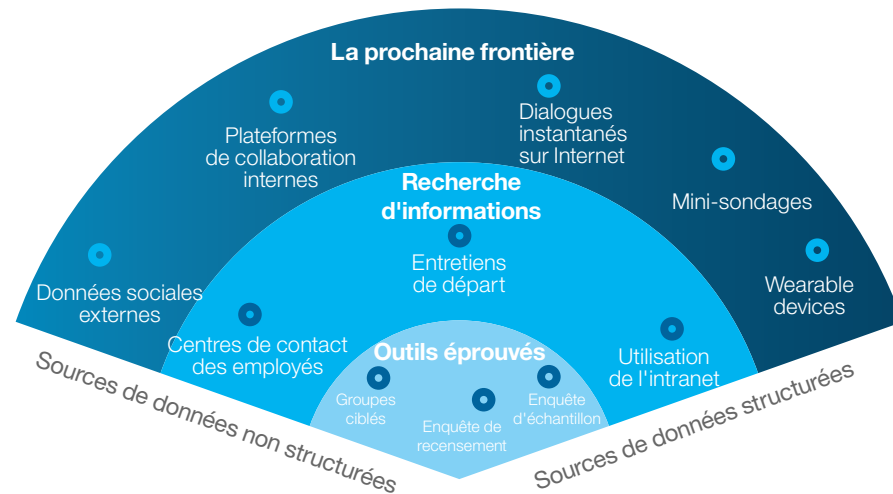 La prochaine frontière
Plateformes
de collaboration
internes
Dialogues
instantanés
sur Internet
Mini-sondages
Données sociales
externes
Wearable
devices
Recherche
d'informations
Entretiens
de départ
Centres de contact
des employés
Utilisation
de l'intranet
Outils éprouvés
Groupes
ciblés
Enquête de
recensement
Enquête
d'échantillon
Sources de données non structurées
Sources de données structurées